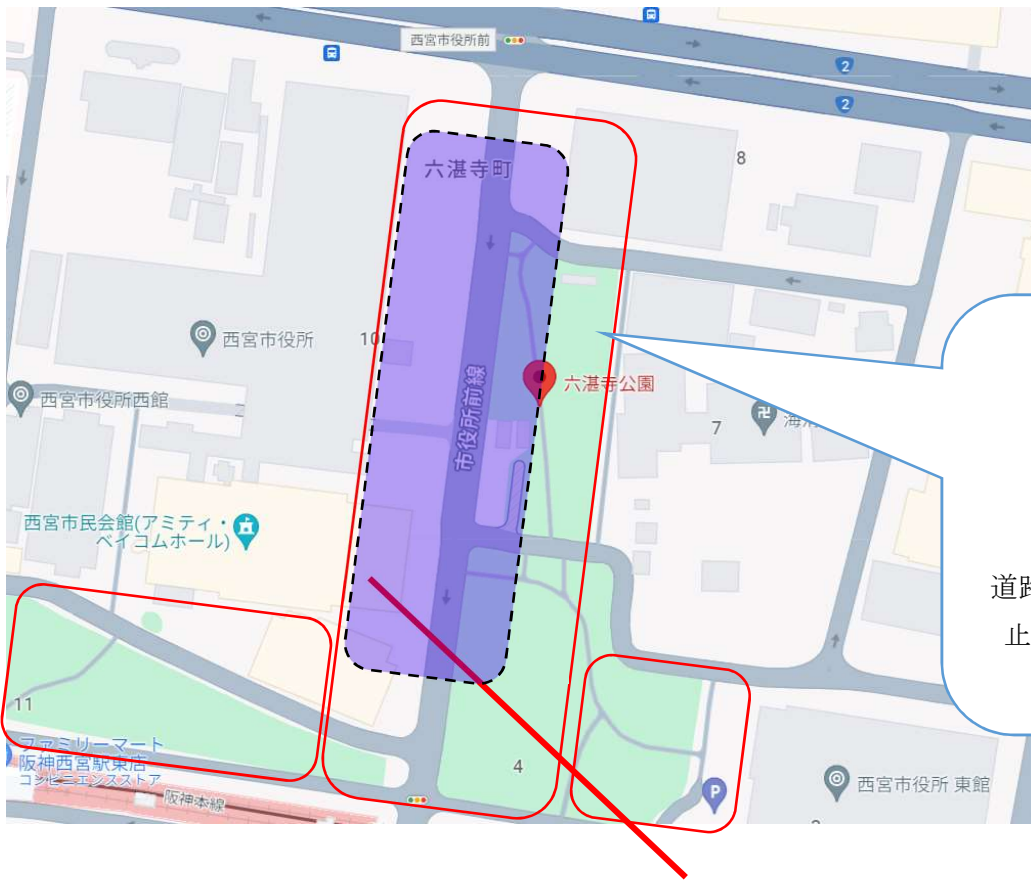 西宮市役所前
2
2
8
六湛寺町
西宮市役所
10
六湛寺公園
西宮市役所西館
市役所前線
7
海清
西宮市民会館(アミティ・
ベイコムホール)
道路
止
11
ファミリーマート
阪神西宮駅東店
コンビニエンスストア
阪神本線
4
P
西宮市役所 東館